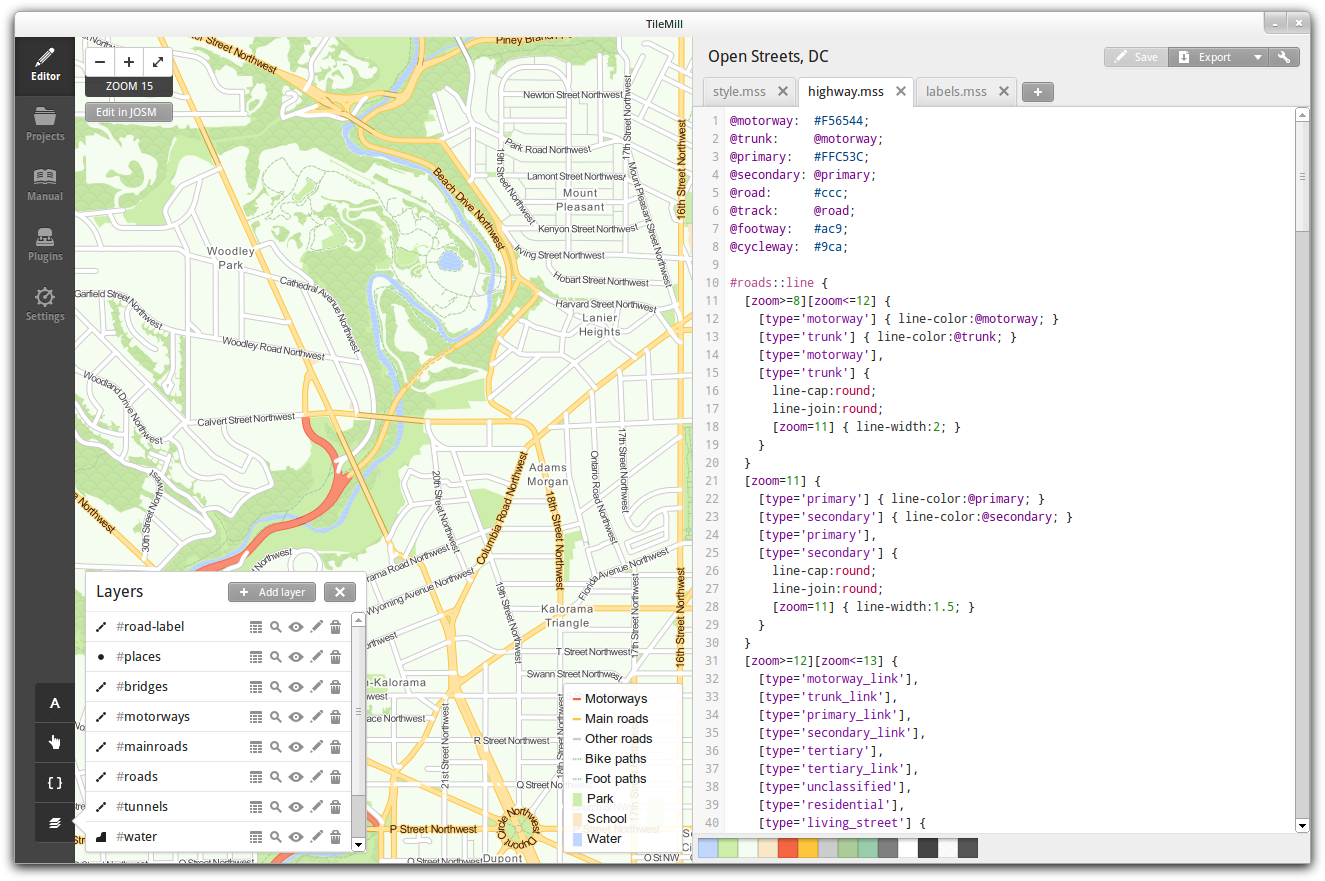 TileMill
Editor
Projects
Manual
Plugins
Settings
A
{ }
ZOOM 15
Edit in JOSM
Piney Branch
Newton Street Northwest
17th Street Northwest
Park Road Northwest
19th Street Northwest
Lamont Street Northwest
Mount Pleasant Street Northwest
16th Street Northwest
Mount
Pleasant
Beach Drive Northwest
Kenyon Street Northwest
Irving Street Northwest
Woodley
Park
Hobart Street Northwest
Cathedral Avenue Northwest
Garfield Street Northwest
Harvard Street Northwest
Lanier
Heights
Woodley Road Northwest
Woodland Drive Northwest
Calvert Street Northwest
17th Street Northwest
Adams
Morgan
20th Street Northwest
Columbia Road Northwest
18th Street Northwest
Ontario Road Northwest
30th Street Northwest
Florida Avenue Northwest
Wyoming Avenue Northwest
19th Street Northwest
Kalorama
Triangle
17th Street Northwest
16th Street Northwest
T Street Northwest
Swann Street Northwest
-Kalorama
R Street Northwest
21st Street Northwest
P Street Northwest
Dupont
Circle Northwest
Dupont
O Street Northwest
O Street Northwest
O St NW
Layers
+ Add layer
#road-label
#places
#bridges
#motorways
#mainroads
#roads
#tunnels
#water
Motorways
Main roads
Other roads
Bike paths
Foot paths
Park
School
Water
Open Streets, DC
Save
Export
style.mss
highway.mss
labels.mss
+
1 @motorway: #F56544;
2 @trunk: @motorway;
3 @primary: #FFC53C;
4 @secondary: @primary;
5 @road: #ccc;
6 @track: @road;
7 @footway: #ac9;
8 @cycleway: #9ca;
9
10 #roads::line {
11 [zoom>=8][zoom<=12] {
12 [type='motorway'] { line-color:@motorway; }
13 [type='trunk'] { line-color:@trunk; }
14 [type='motorway'],
15 [type='trunk'] {
16 line-cap:round;
17 line-join:round;
18 [zoom=11] { line-width:2; }
19 }
20 }
21 [zoom=11] {
22 [type='primary'] { line-color:@primary; }
23 [type='secondary'] { line-color:@secondary; }
24 [type='primary'],
25 [type='secondary'] {
26 line-cap:round;
27 line-join:round;
28 [zoom=11] { line-width:1.5; }
29 }
30 }
31 [zoom>=12][zoom<=13] {
32 [type='motorway_link'],
33 [type='trunk_link'],
34 [type='primary_link'],
35 [type='secondary_link'],
36 [type='tertiary'],
37 [type='tertiary_link'],
38 [type='unclassified'],
39 [type='residential'],
40 [type='living_street'] {